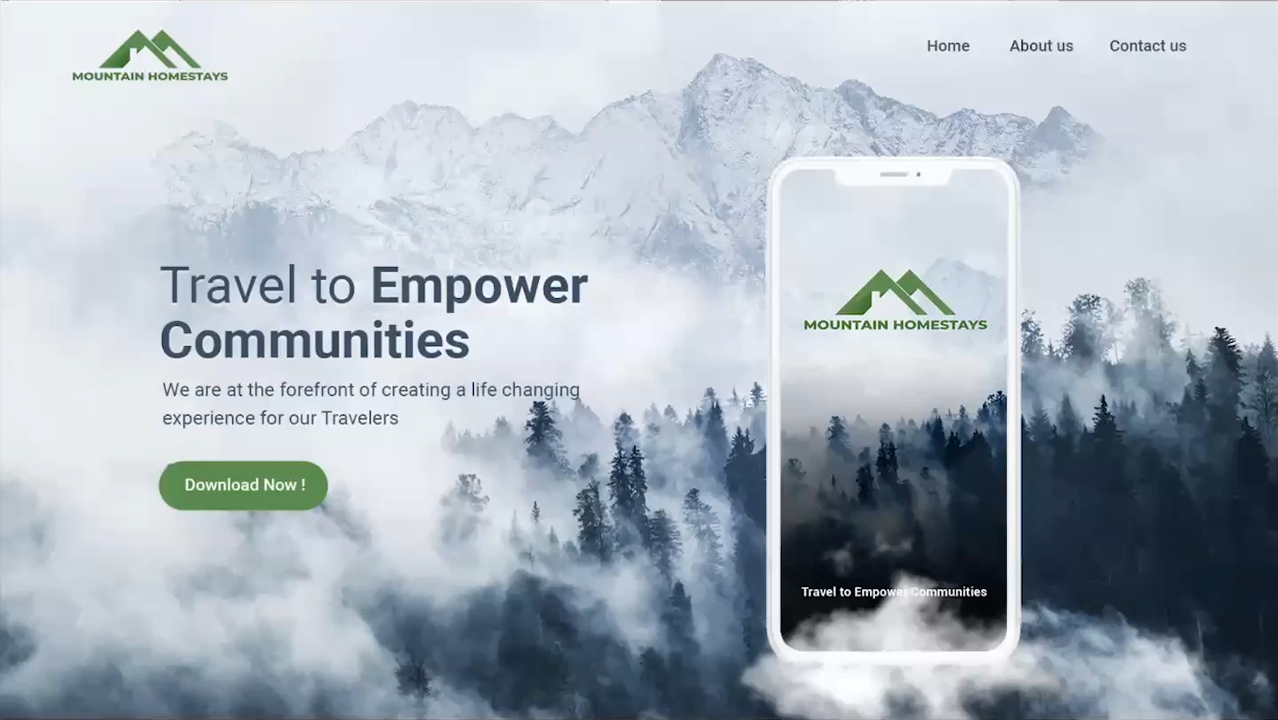 MOUNTAIN HOMESTAYS
Home
About us
Contact us
Travel to Empower
Communities
We are at the forefront of creating a life changing
experience for our Travelers
Download Now !
MOUNTAIN HOMESTAYS
Travel to Empower Communities